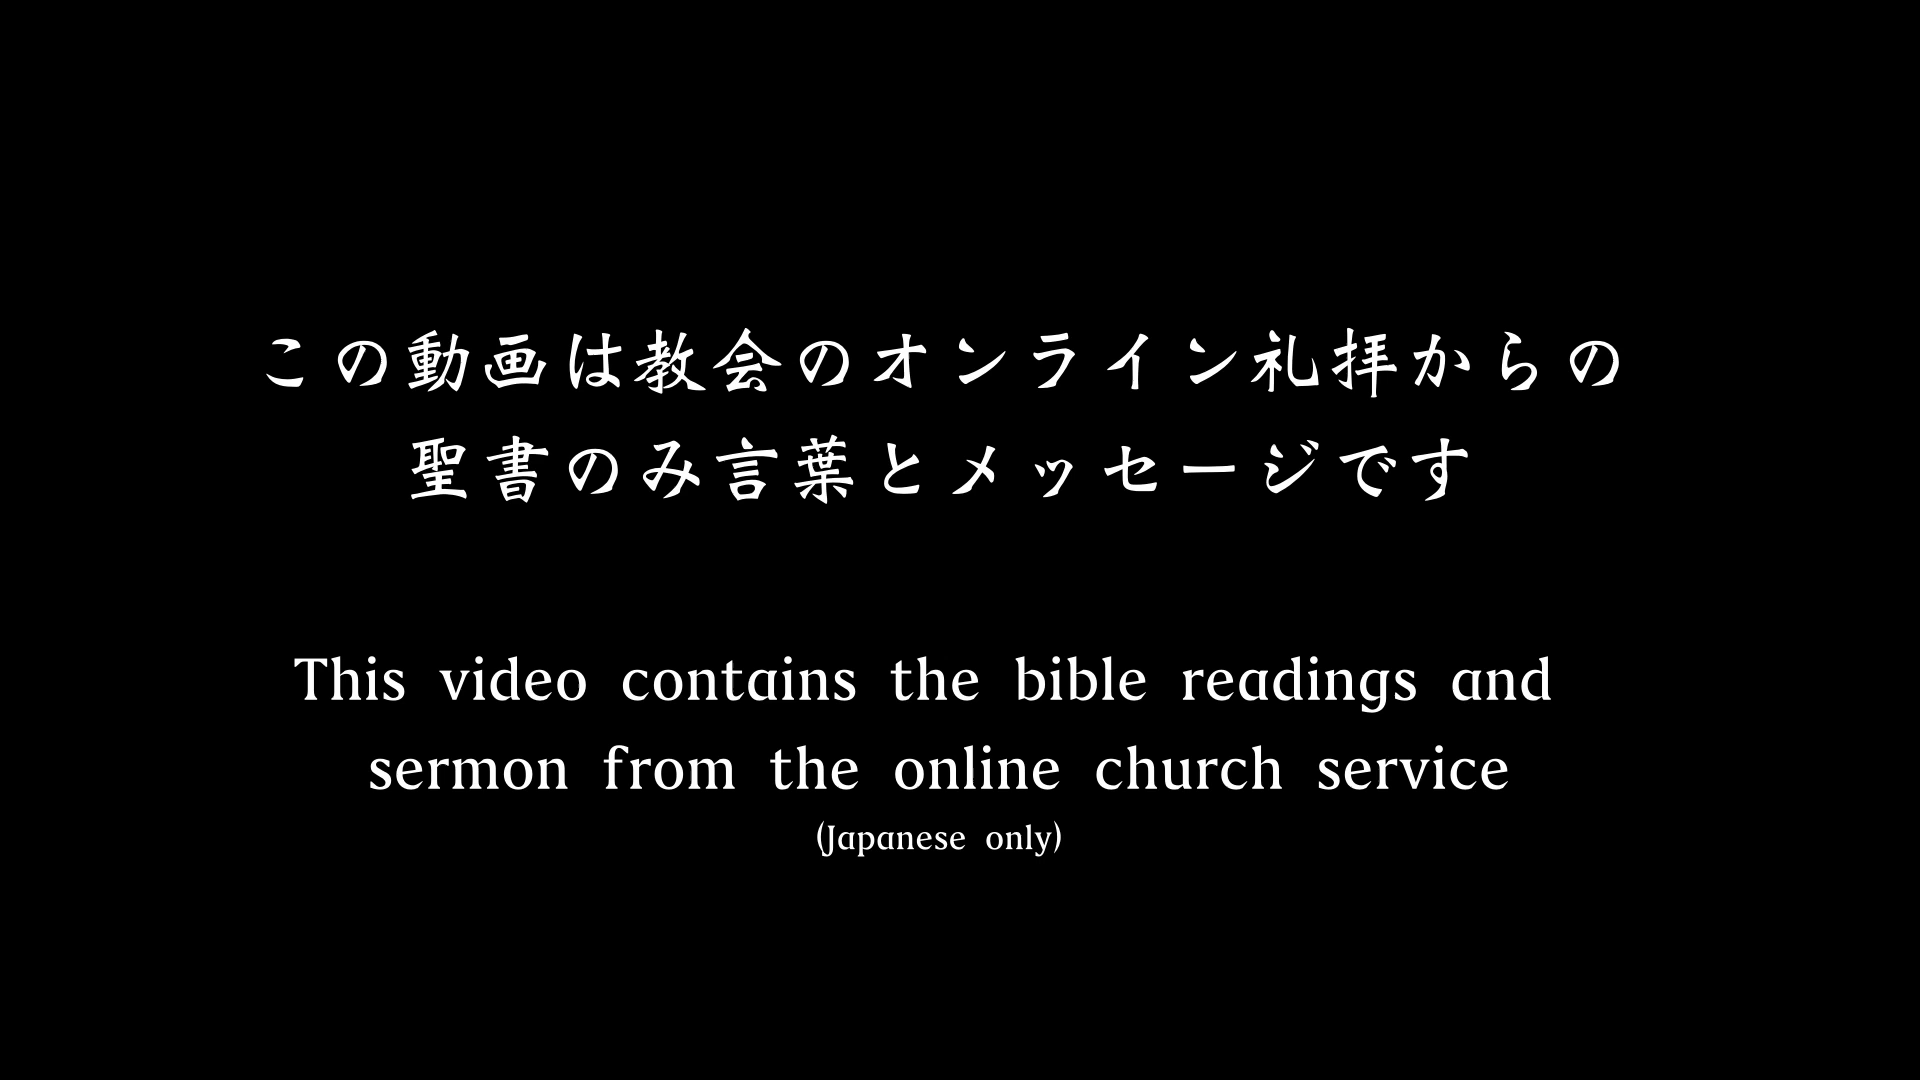 この動画は教会のオンライン礼拝からの
聖書のみ言葉とメッセージです
This video contains the bible readings and
sermon from the online church service
(Japanese only)